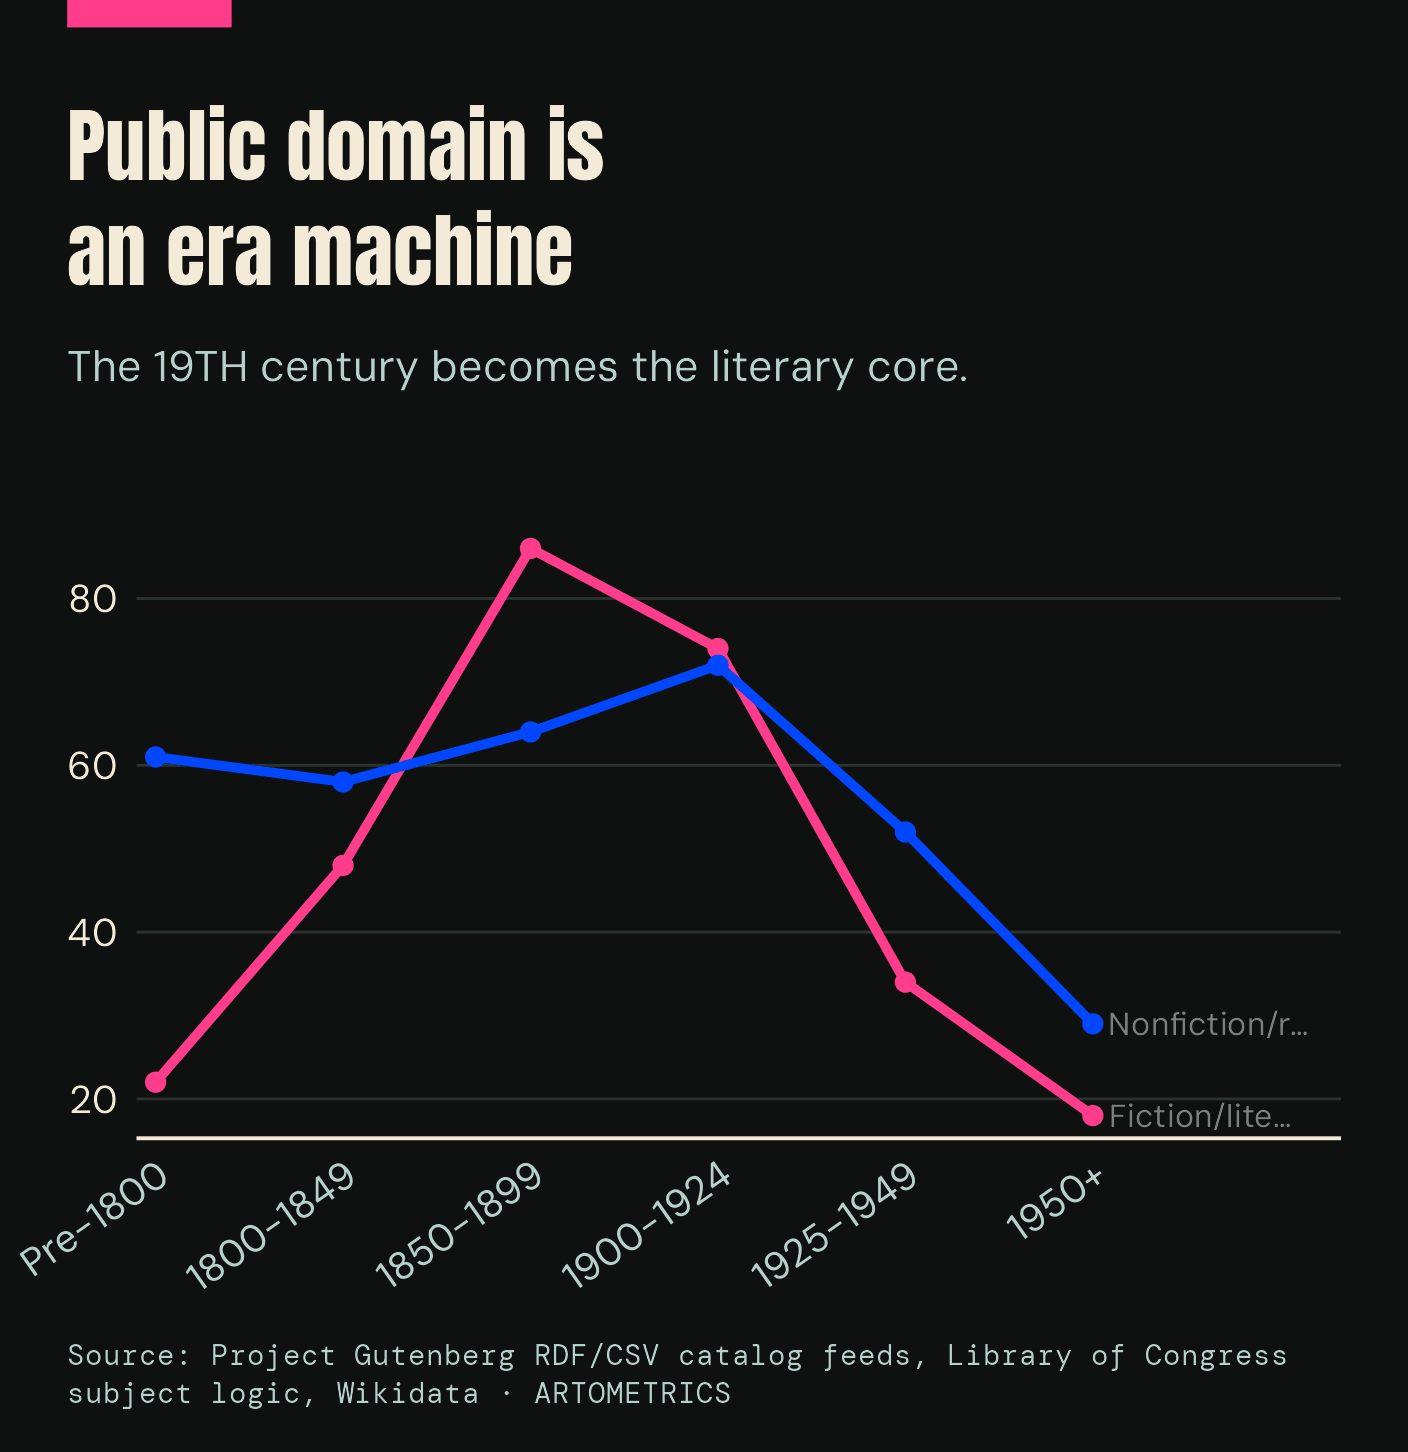 Public domain is
an era machine
The 19TH century becomes the literary core.
80
60
40
20
Nonfiction/r…
Fiction/lite…
Pre–1800
1800–1849
1850–1899
1900–1924
1925–1949
1950+
Source: Project Gutenberg RDF/CSV catalog feeds, Library of Congress
subject logic, Wikidata · ARTOMETRICS